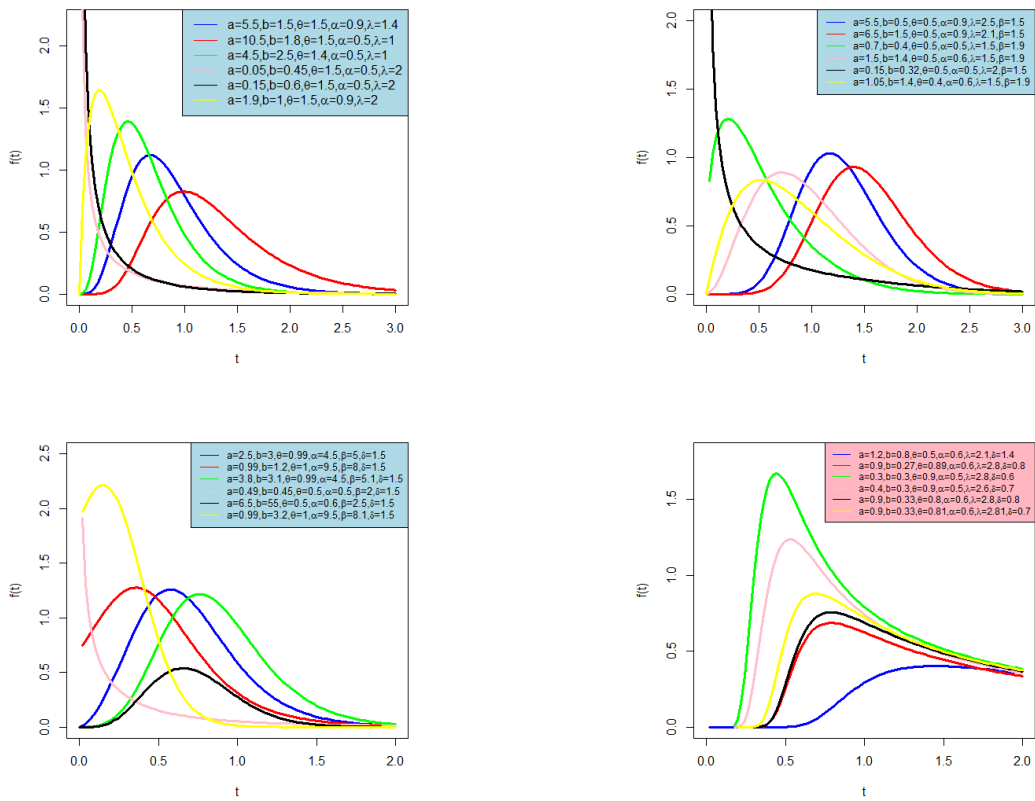 a=5.5,b=1.5,θ=1.5,α=0.9,λ=1.4
a=10.5,b=1.8,θ=1.5,α=0.5,λ=1
a=4.5,b=2.5,θ=1.4,α=0.5,λ=1
a=0.05,b=0.45,θ=1.5,α=0.5,λ=2
a=0.15,b=0.6,θ=1.5,α=0.5,λ=2
a=1.9,b=1,θ=1.5,α=0.9,λ=2
f(t)
2.0
1.5
1.0
0.5
0.0
0.0 0.5 1.0 1.5 2.0 2.5 3.0
t
a=5.5,b=0.5,θ=0.5,α=0.9,λ=2.5,β=1.5
a=6.5,b=1.5,θ=0.5,α=0.9,λ=2.1,β=1.5
a=0.7,b=0.4,θ=0.5,α=0.5,λ=1.5,β=1.9
a=1.5,b=1.4,θ=0.5,α=0.6,λ=1.5,β=1.9
a=0.15,b=0.32,θ=0.5,α=0.5,λ=2,β=1.5
a=1.05,b=1.4,θ=0.4,α=0.6,λ=1.5,β=1.9
f(t)
2.0
1.5
1.0
0.5
0.0
0.0 0.5 1.0 1.5 2.0 2.5 3.0
t
a=2.5,b=3,θ=0.99,α=4.5,β=5,δ=1.5
a=0.99,b=1.2,θ=1,α=9.5,β=8,δ=1.5
a=3.8,b=3.1,θ=0.99,α=4.5,β=5.1,δ=1.5
a=0.49,b=0.45,θ=0.5,α=0.5,β=2,δ=1.5
a=6.5,b=55,θ=0.5,α=0.6,β=2.5,δ=1.5
a=0.99,b=3.2,θ=1,α=9.5,β=8.1,δ=1.5
f(t)
2.5
2.0
1.5
1.0
0.5
0.0
0.0 0.5 1.0 1.5 2.0
t
a=1.2,b=0.8,θ=0.5,α=0.6,λ=2.1,δ=1.4
a=0.9,b=0.27,θ=0.89,α=0.6,λ=2.8,δ=0.8
a=0.3,b=0.3,θ=0.9,α=0.5,λ=2.8,δ=0.6
a=0.4,b=0.3,θ=0.9,α=0.5,λ=2.6,δ=0.7
a=0.9,b=0.33,θ=0.8,α=0.6,λ=2.8,δ=0.8
a=0.9,b=0.33,θ=0.81,α=0.6,λ=2.81,δ=0.7
f(t)
1.5
1.0
0.5
0.0
0.0 0.5 1.0 1.5 2.0
t